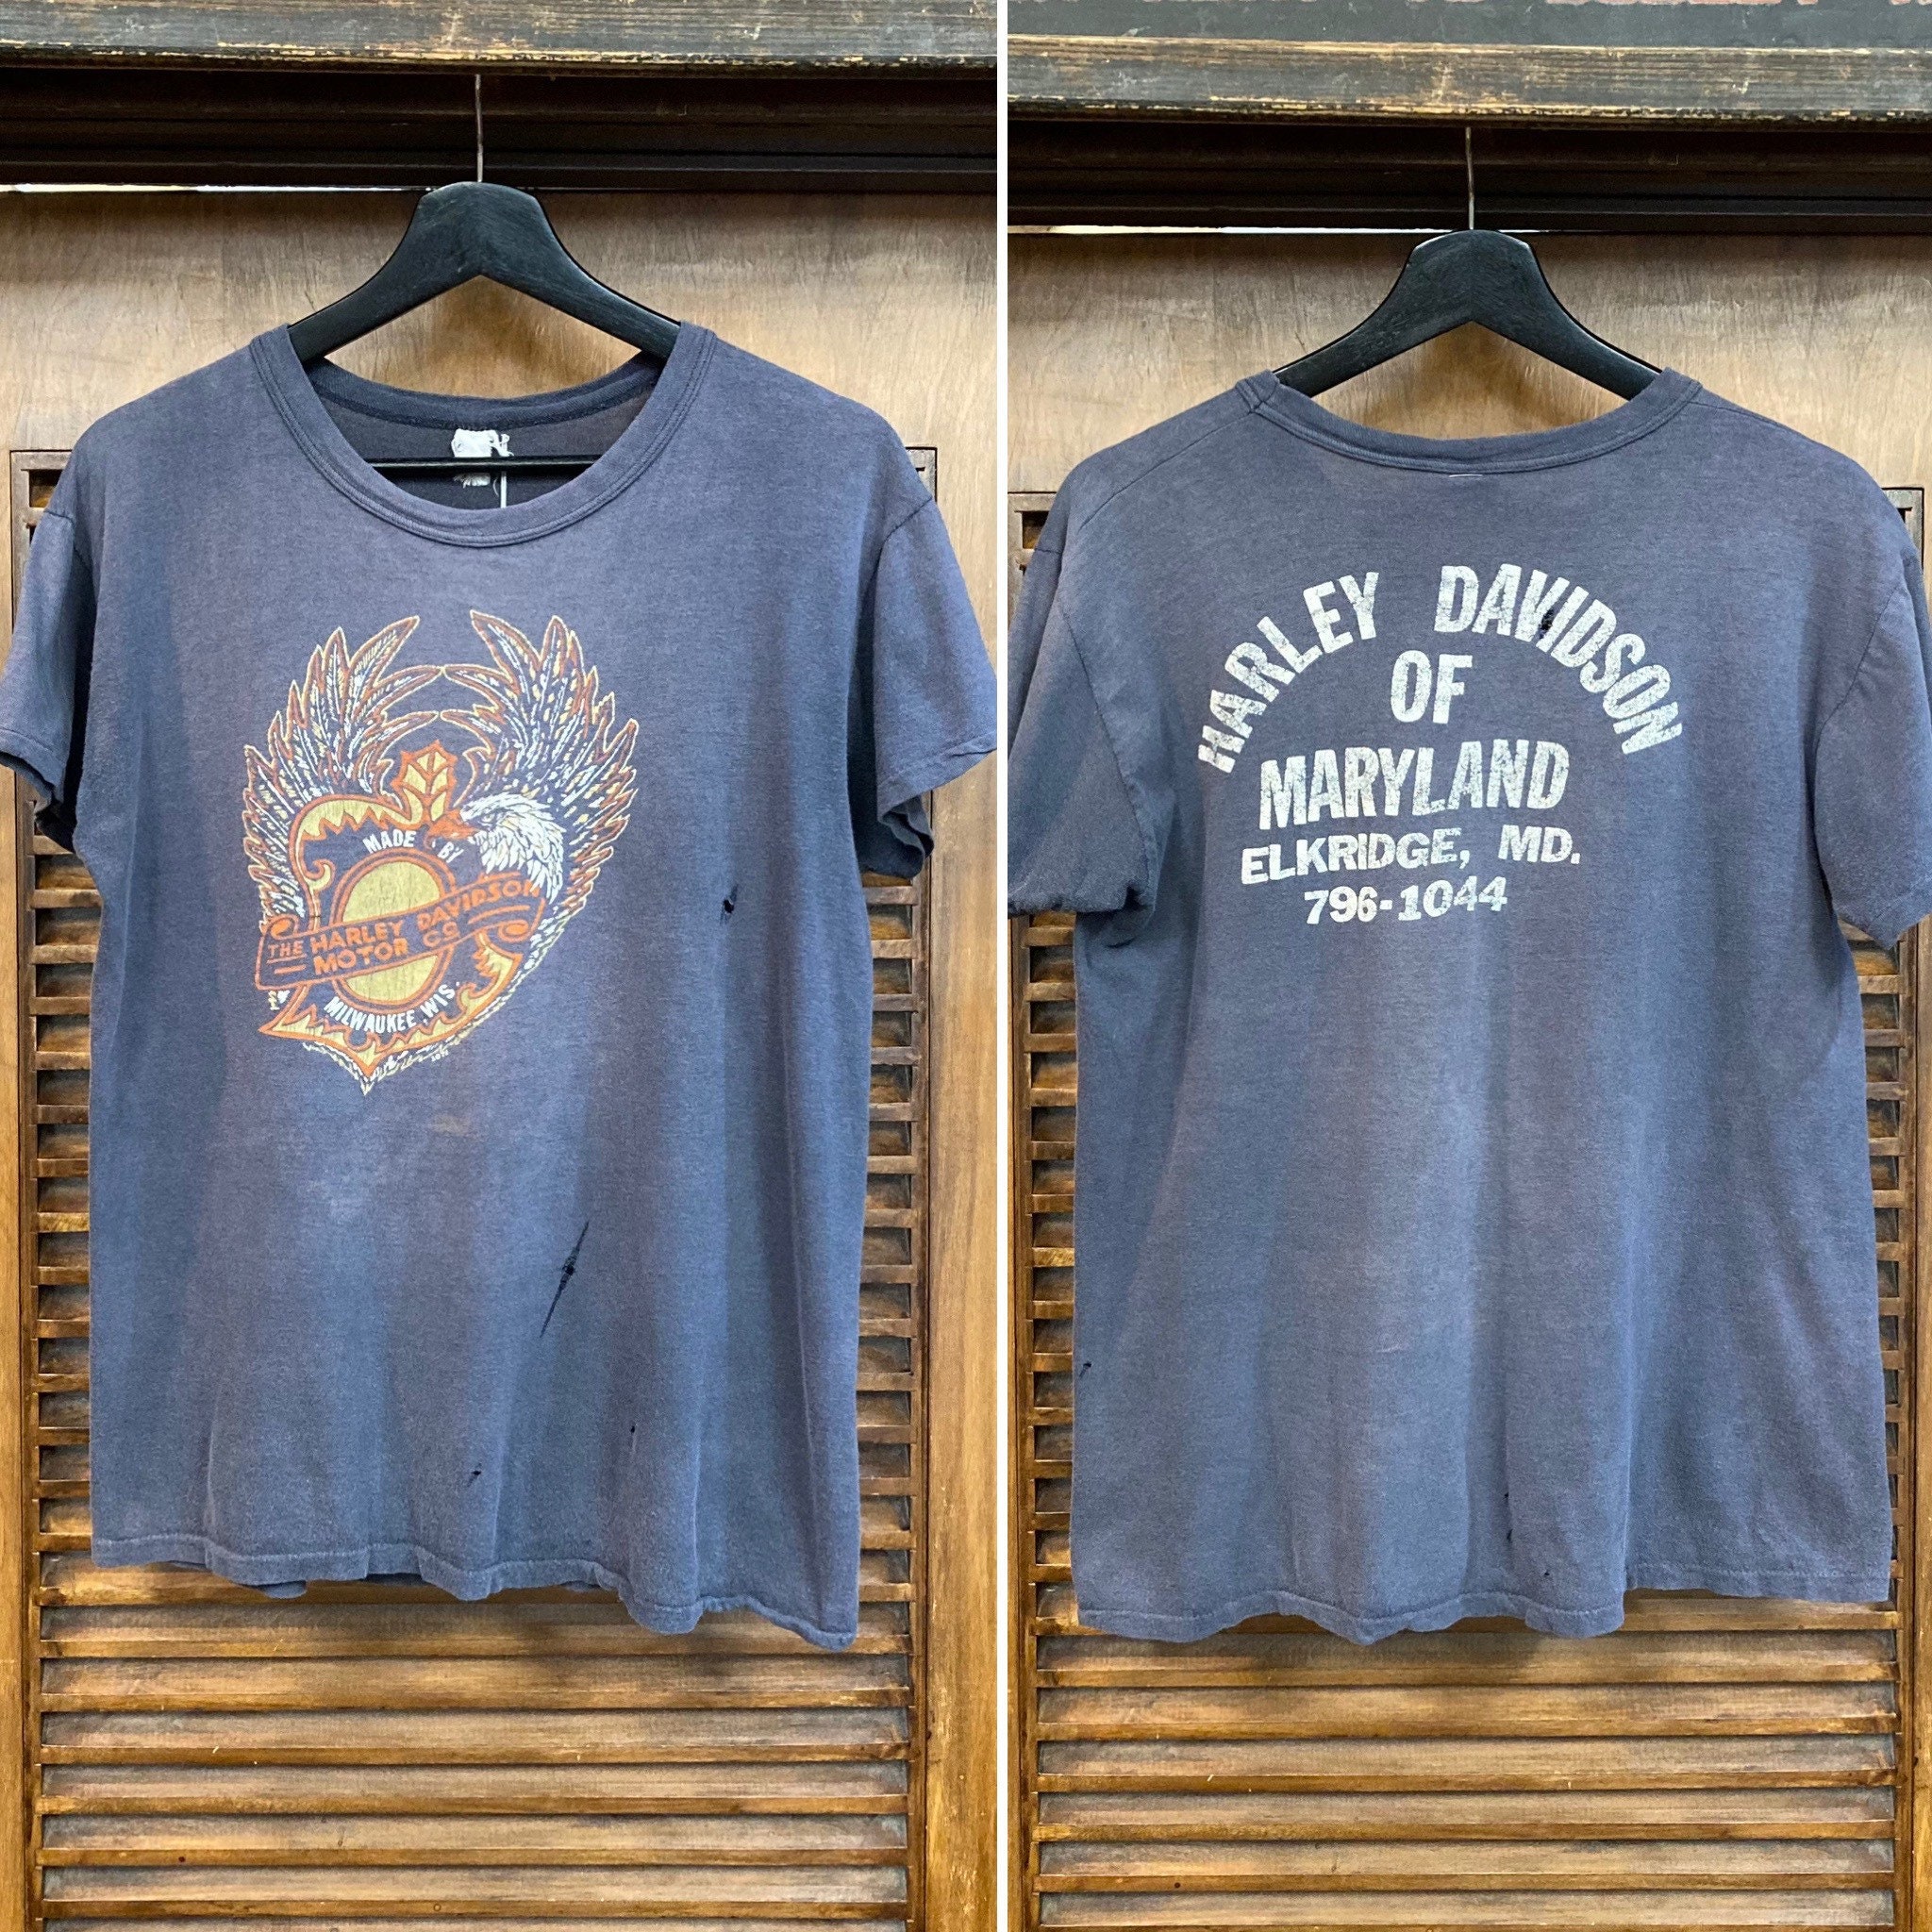 MADE BY
THE HARLEY DAVIDSON
MOTOR CO
MILWAUKEE, WIS.
HARLEY DAVIDSON
OF
MARYLAND
ELKRIDGE, MD.
796-1044